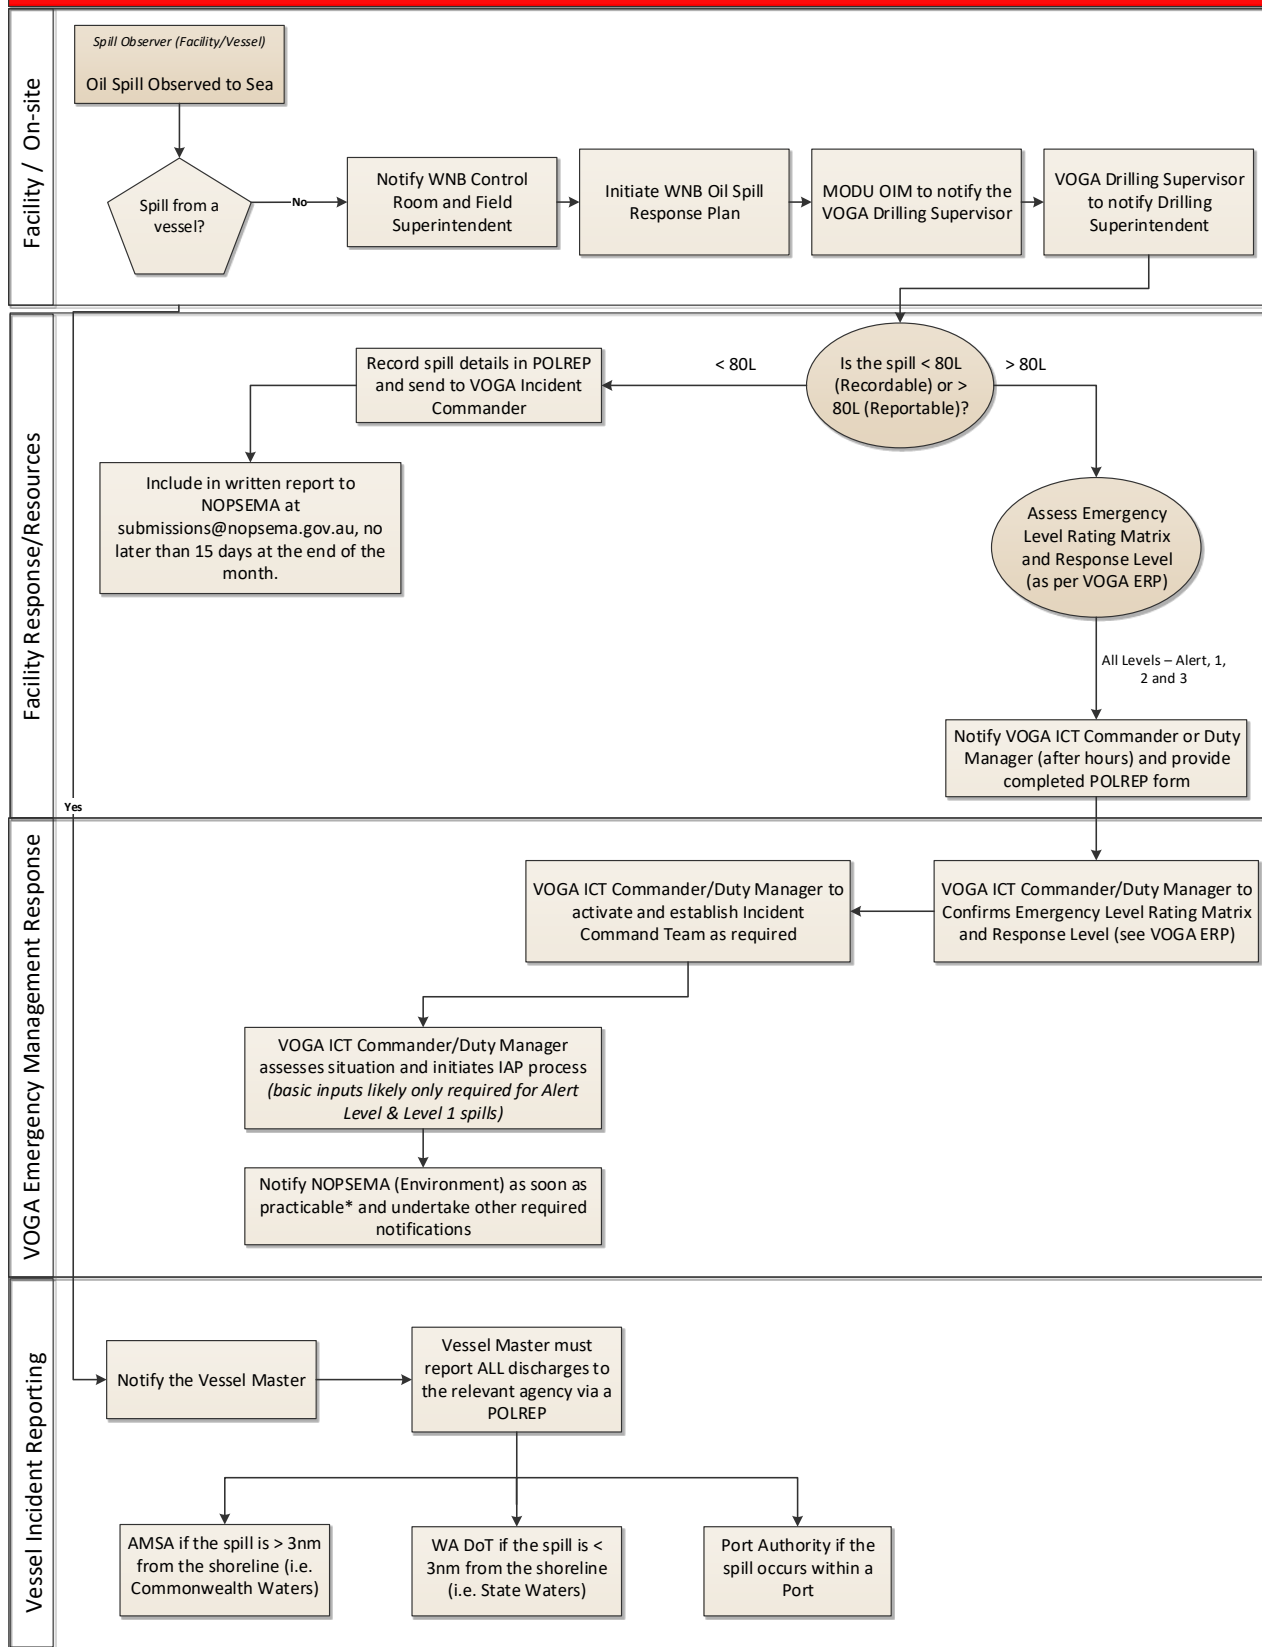 Facility / On-site
Spill Observer (Facility/Vessel)
Oil Spill Observed to Sea
Spill from a
vessel?
No
Notify WNB Control
Room and Field
Superintendent
Initiate WNB Oil Spill
Response Plan
MODU OIM to notify the
VOGA Drilling Supervisor
VOGA Drilling Supervisor
to notify Drilling
Superintendent
Facility Response/Resources
Is the spill < 80L
(Recordable) or >
80L (Reportable)?
< 80L
> 80L
Record spill details in POLREP
and send to VOGA Incident
Commander
Include in written report to
NOPSEMA at
submissions@nopsema.gov.au, no
later than 15 days at the end of the
month.
Assess Emergency
Level Rating Matrix
and Response Level
(as per VOGA ERP)
All Levels – Alert, 1,
2 and 3
Notify VOGA ICT Commander or Duty
Manager (after hours) and provide
completed POLREP form
Yes
VOGA Emergency Management Response
VOGA ICT Commander/Duty Manager to
Confirms Emergency Level Rating Matrix
and Response Level (see VOGA ERP)
VOGA ICT Commander/Duty Manager to
activate and establish Incident
Command Team as required
VOGA ICT Commander/Duty Manager
assesses situation and initiates IAP process
(basic inputs likely only required for Alert
Level & Level 1 spills)
Notify NOPSEMA (Environment) as soon as
practicable* and undertake other required
notifications
Vessel Incident Reporting
Notify the Vessel Master
Vessel Master must
report ALL discharges to
the relevant agency via a
POLREP
AMSA if the spill is > 3nm
from the shoreline (i.e.
Commonwealth Waters)
WA DoT if the spill is <
3nm from the shoreline
(i.e. State Waters)
Port Authority if the
spill occurs within a
Port